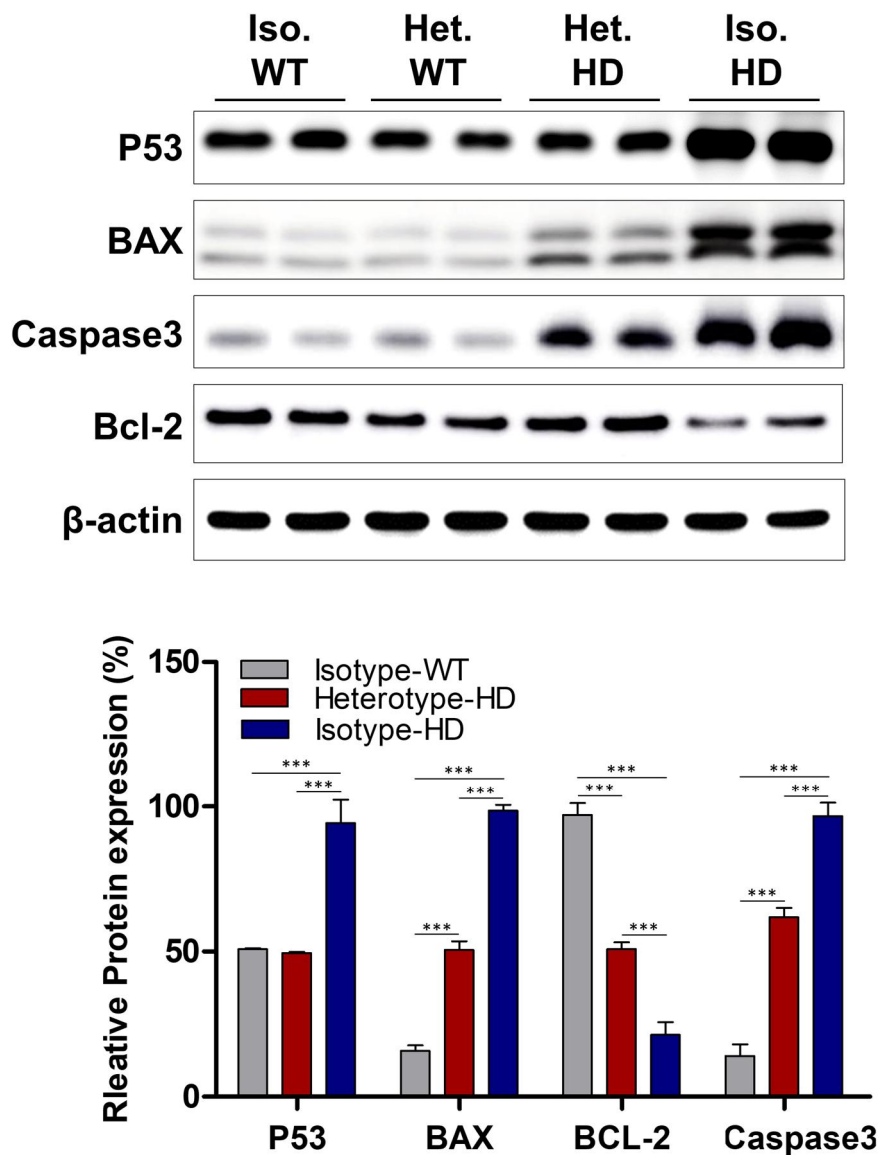 Iso. Het. Het. Iso.
WT WT HD HD
P53
BAX
Caspase3
Bcl-2
β-actin
Rleative Protein expression (%)
150
100
50
0
Isotype-WT
Heterotype-HD
Isotype-HD
*** *** *** ***
*** *** *** ***
*** *** ***
P53 BAX BCL-2 Caspase3